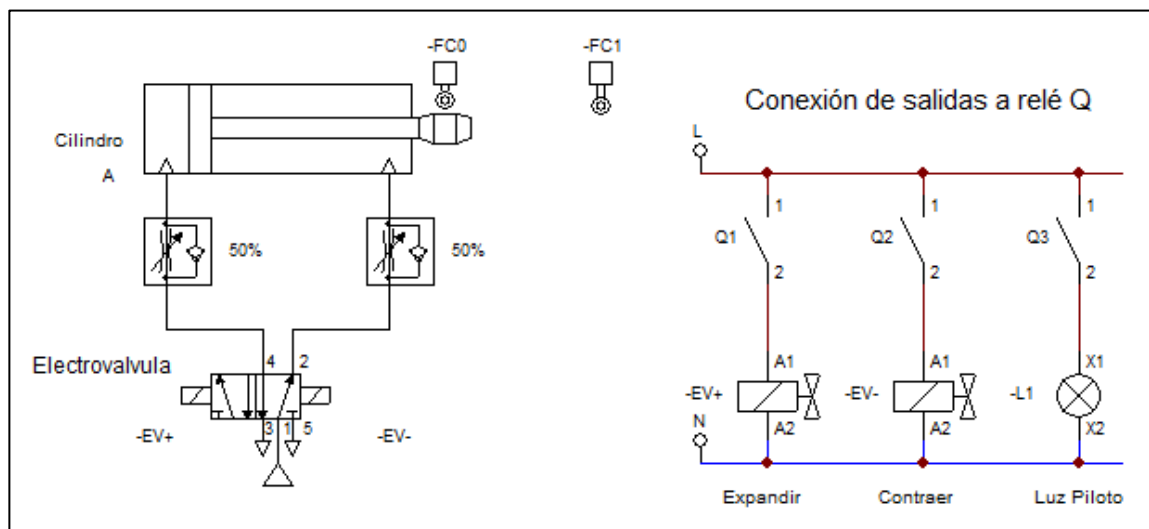 -FC0
-FC1
Cilindro
A
50%
50%
Electrovalvula
4 2
3 1 5
-EV+
-EV-
Conexión de salidas a relé Q
L
1
1
1
Q1
Q2
Q3
2
2
2
A1
A1
X1
-EV+
-EV-
-L1
N
A2
A2
X2
Expandir
Contraer
Luz Piloto